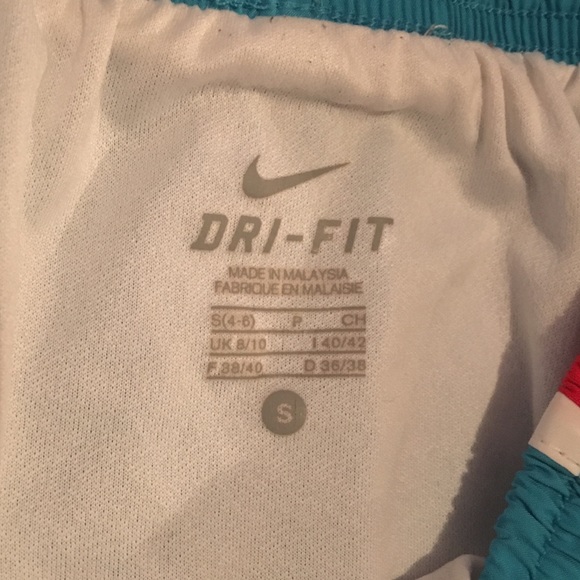 DRI-FIT
MADE IN MALAYSIA
FABRIQUE EN MALAISIE
S(4-6) P CH
UK 8/10 I 40/42
F 38/40 D 36/38
S